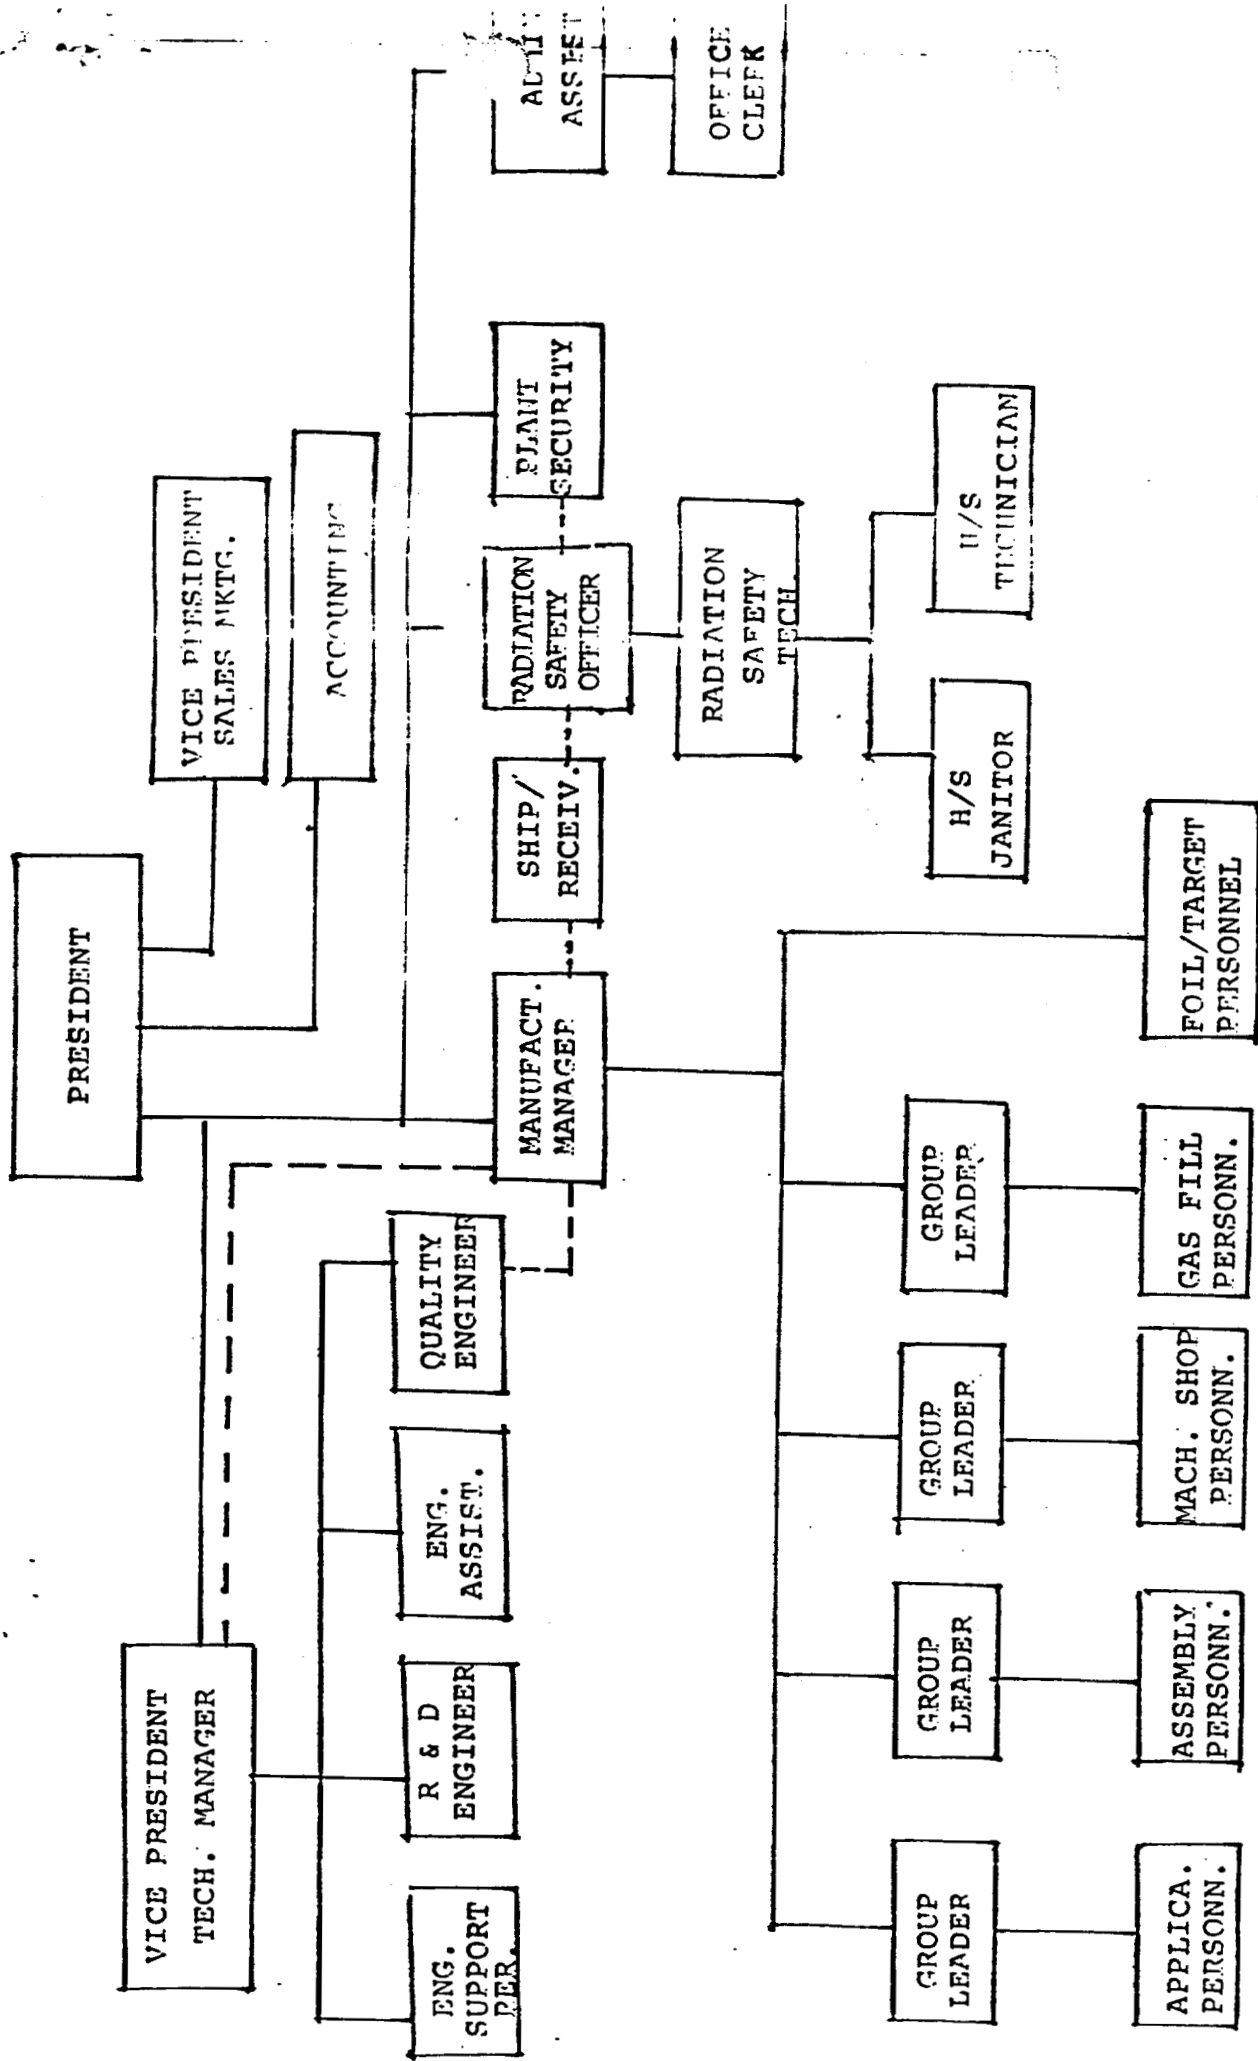 PRESIDENT
VICE PRESIDENT
SALES MKTG.
ACCOUNTING
VICE PRESIDENT
TECH. MANAGER
ENG.
SUPPORT
PER.
R & D
ENGINEER
ENG.
ASSIST.
QUALITY
ENGINEER
MANUFACT.
MANAGER
SHIP/
RECEIV.
RADIATION
SAFETY
OFFICER
PLANT
SECURITY
ASSIST
OFFICE
CLERK
RADIATION
SAFETY
TECH.
H/S
JANITOR
H/S
TECHNICIAN
GROUP
LEADER
GROUP
LEADER
GROUP
LEADER
GROUP
LEADER
APPLICA.
PERSONN.
ASSEMBLY
PERSONN.
MACH. SHOP
PERSONN.
GAS FILL
PERSONN.
FOIL/TARGET
PERSONNEL